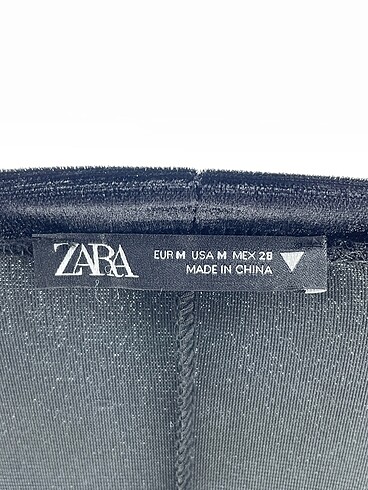 ZARA
EUR M USA M MEX 28
MADE IN CHINA